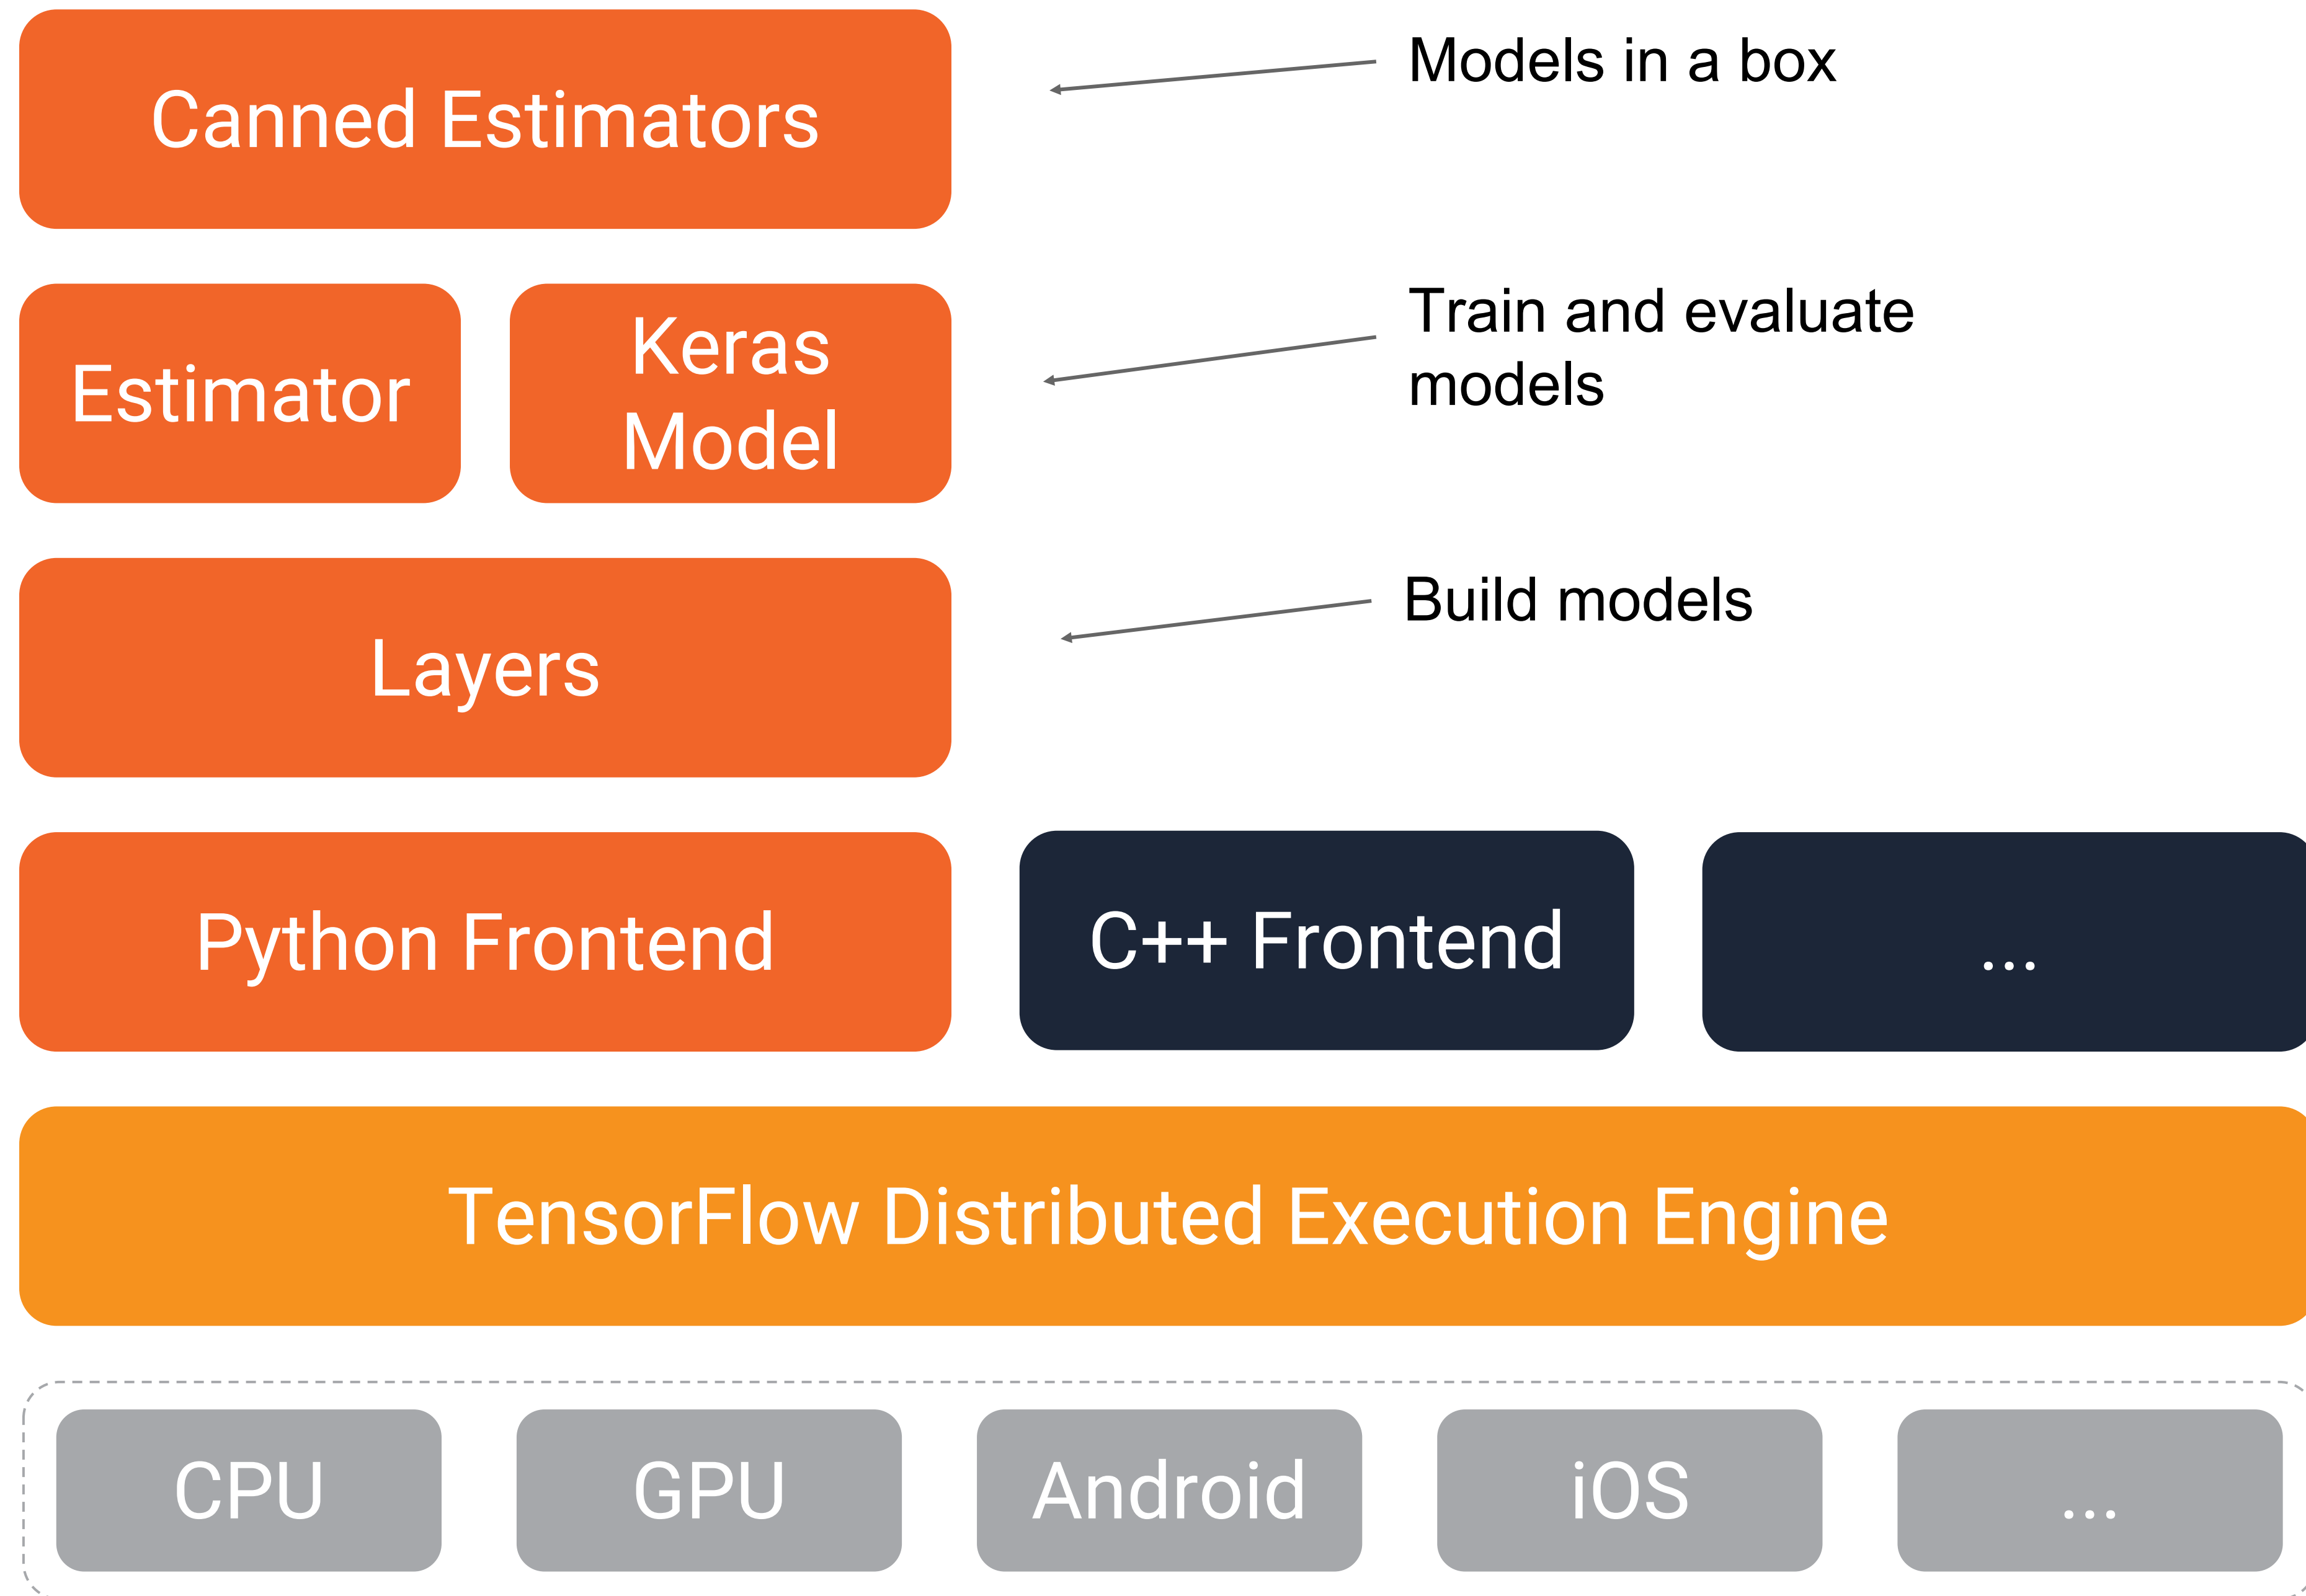 Canned Estimators
Models in a box
Estimator
Keras
Model
Train and evaluate
models
Layers
Build models
Python Frontend
C++ Frontend
...
TensorFlow Distributed Execution Engine
CPU
GPU
Android
iOS
...